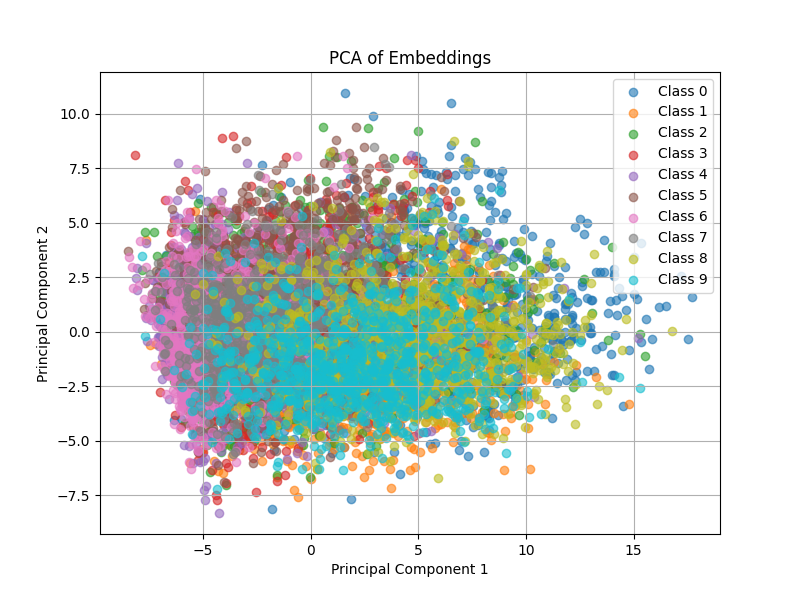 PCA of Embeddings
Class 0
Class 1
Class 2
Class 3
Class 4
Class 5
Class 6
Class 7
Class 8
Class 9
10.0
7.5
5.0
2.5
0.0
−2.5
−5.0
−7.5
Principal Component 2
−5
0
5
10
15
Principal Component 1